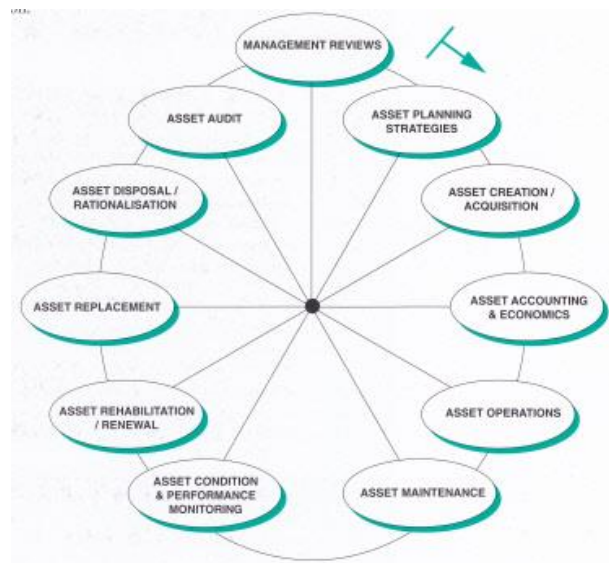 MANAGEMENT REVIEWS
ASSET PLANNING
STRATEGIES
ASSET CREATION /
ACQUISITION
ASSET ACCOUNTING
& ECONOMICS
ASSET OPERATIONS
ASSET MAINTENANCE
ASSET CONDITION
& PERFORMANCE
MONITORING
ASSET REHABILITATION
/ RENEWAL
ASSET REPLACEMENT
ASSET DISPOSAL /
RATIONALISATION
ASSET AUDIT